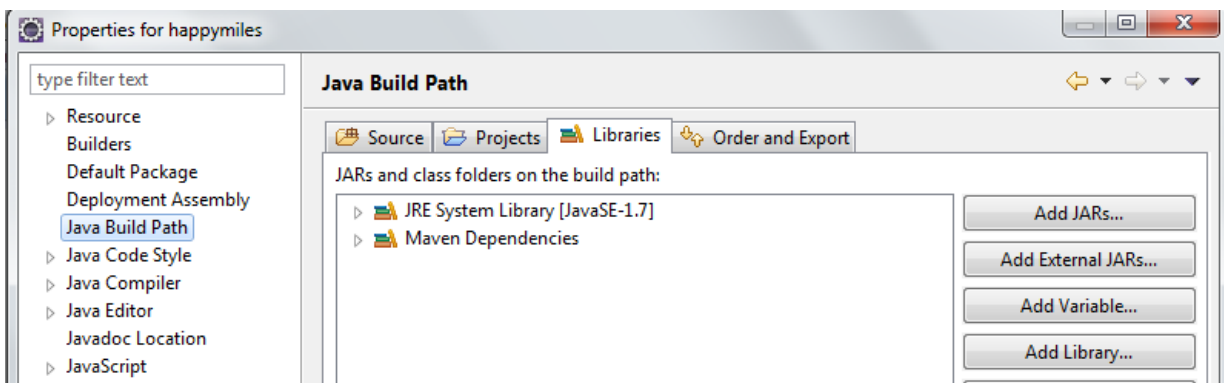 Properties for happymiles
type filter text
Resource
Builders
Default Package
Deployment Assembly
Java Build Path
Java Code Style
Java Compiler
Java Editor
Javadoc Location
JavaScript
Java Build Path
Source Projects Libraries Order and Export
JARs and class folders on the build path:
JRE System Library [JavaSE-1.7]
Maven Dependencies
Add JARs...
Add External JARs...
Add Variable...
Add Library...